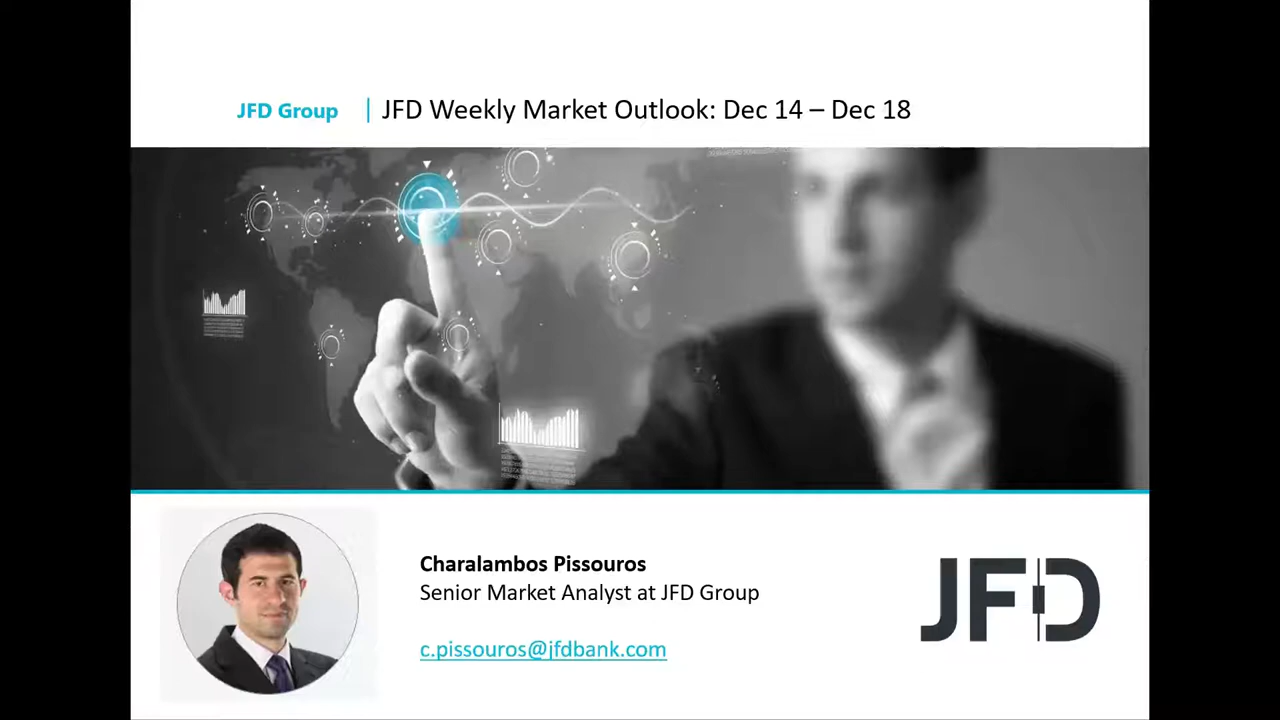 JFD Group | JFD Weekly Market Outlook: Dec 14 – Dec 18
Charalambos Pissouros
Senior Market Analyst at JFD Group
c.pissouros@jfdbank.com
JFD